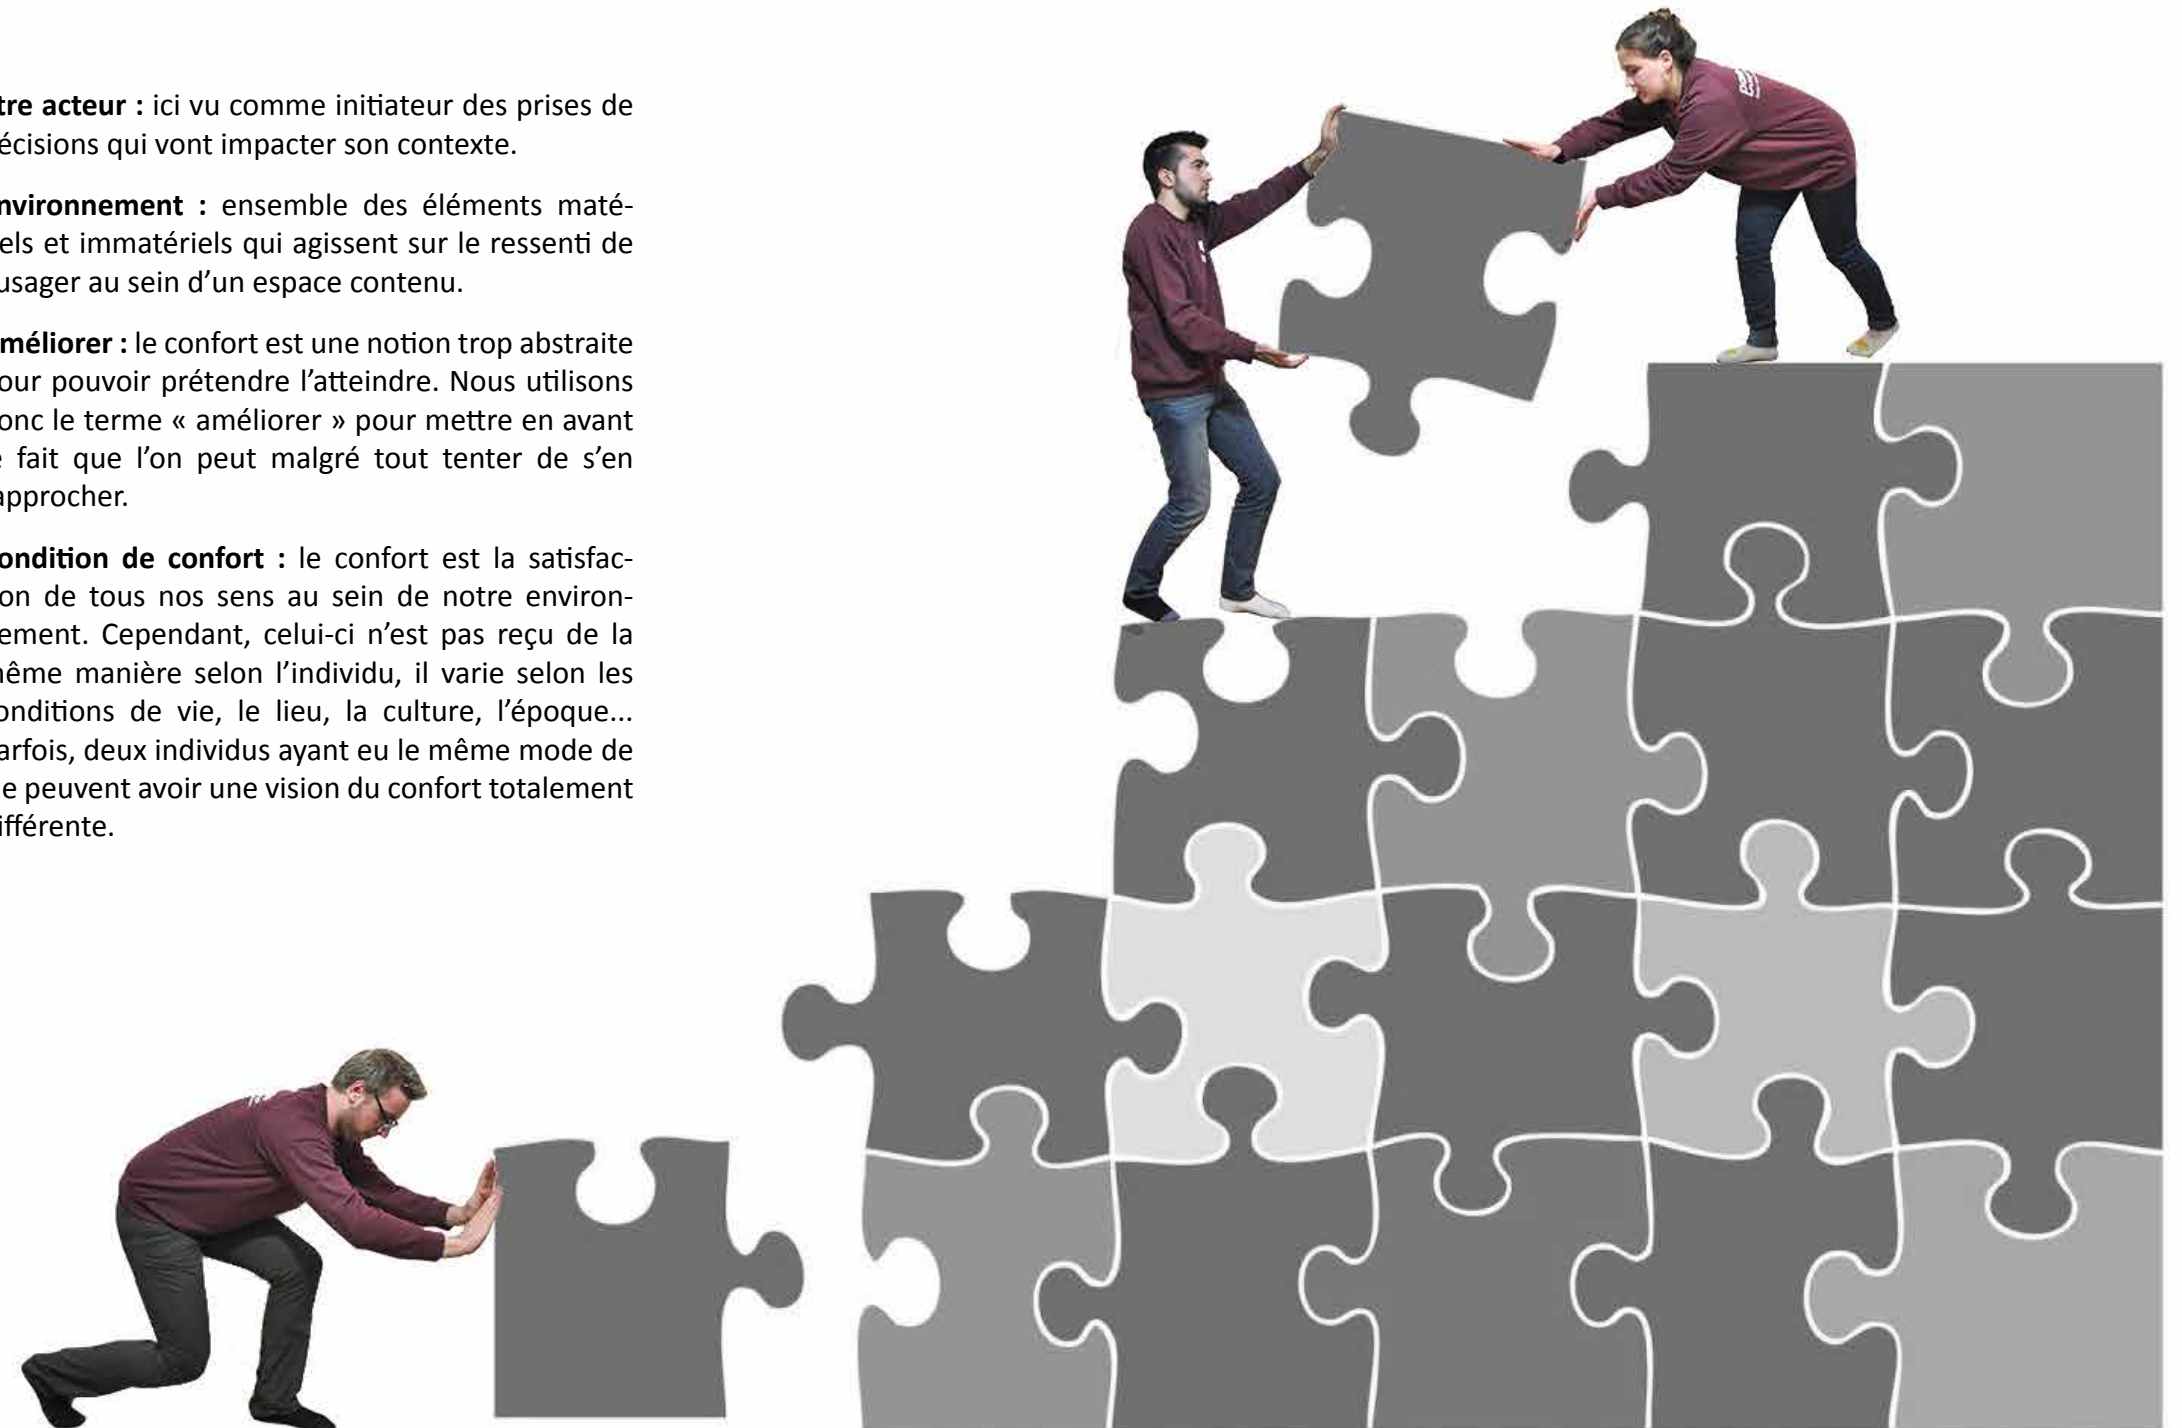 tre acteur : ici vu comme initiateur des prises de
écisions qui vont impacter son contexte.
nvironnement : ensemble des éléments maté-
els et immatériels qui agissent sur le ressenti de
usager au sein d’un espace contenu.
méliorer : le confort est une notion trop abstraite
our pouvoir prétendre l’atteindre. Nous utilisons
onc le terme « améliorer » pour mettre en avant
e fait que l’on peut malgré tout tenter de s’en
approcher.
ondition de confort : le confort est la satisfac-
on de tous nos sens au sein de notre environ-
ement. Cependant, celui-ci n’est pas reçu de la
ême manière selon l’individu, il varie selon les
onditions de vie, le lieu, la culture, l’époque...
arfois, deux individus ayant eu le même mode de
e peuvent avoir une vision du confort totalement
ifférente.